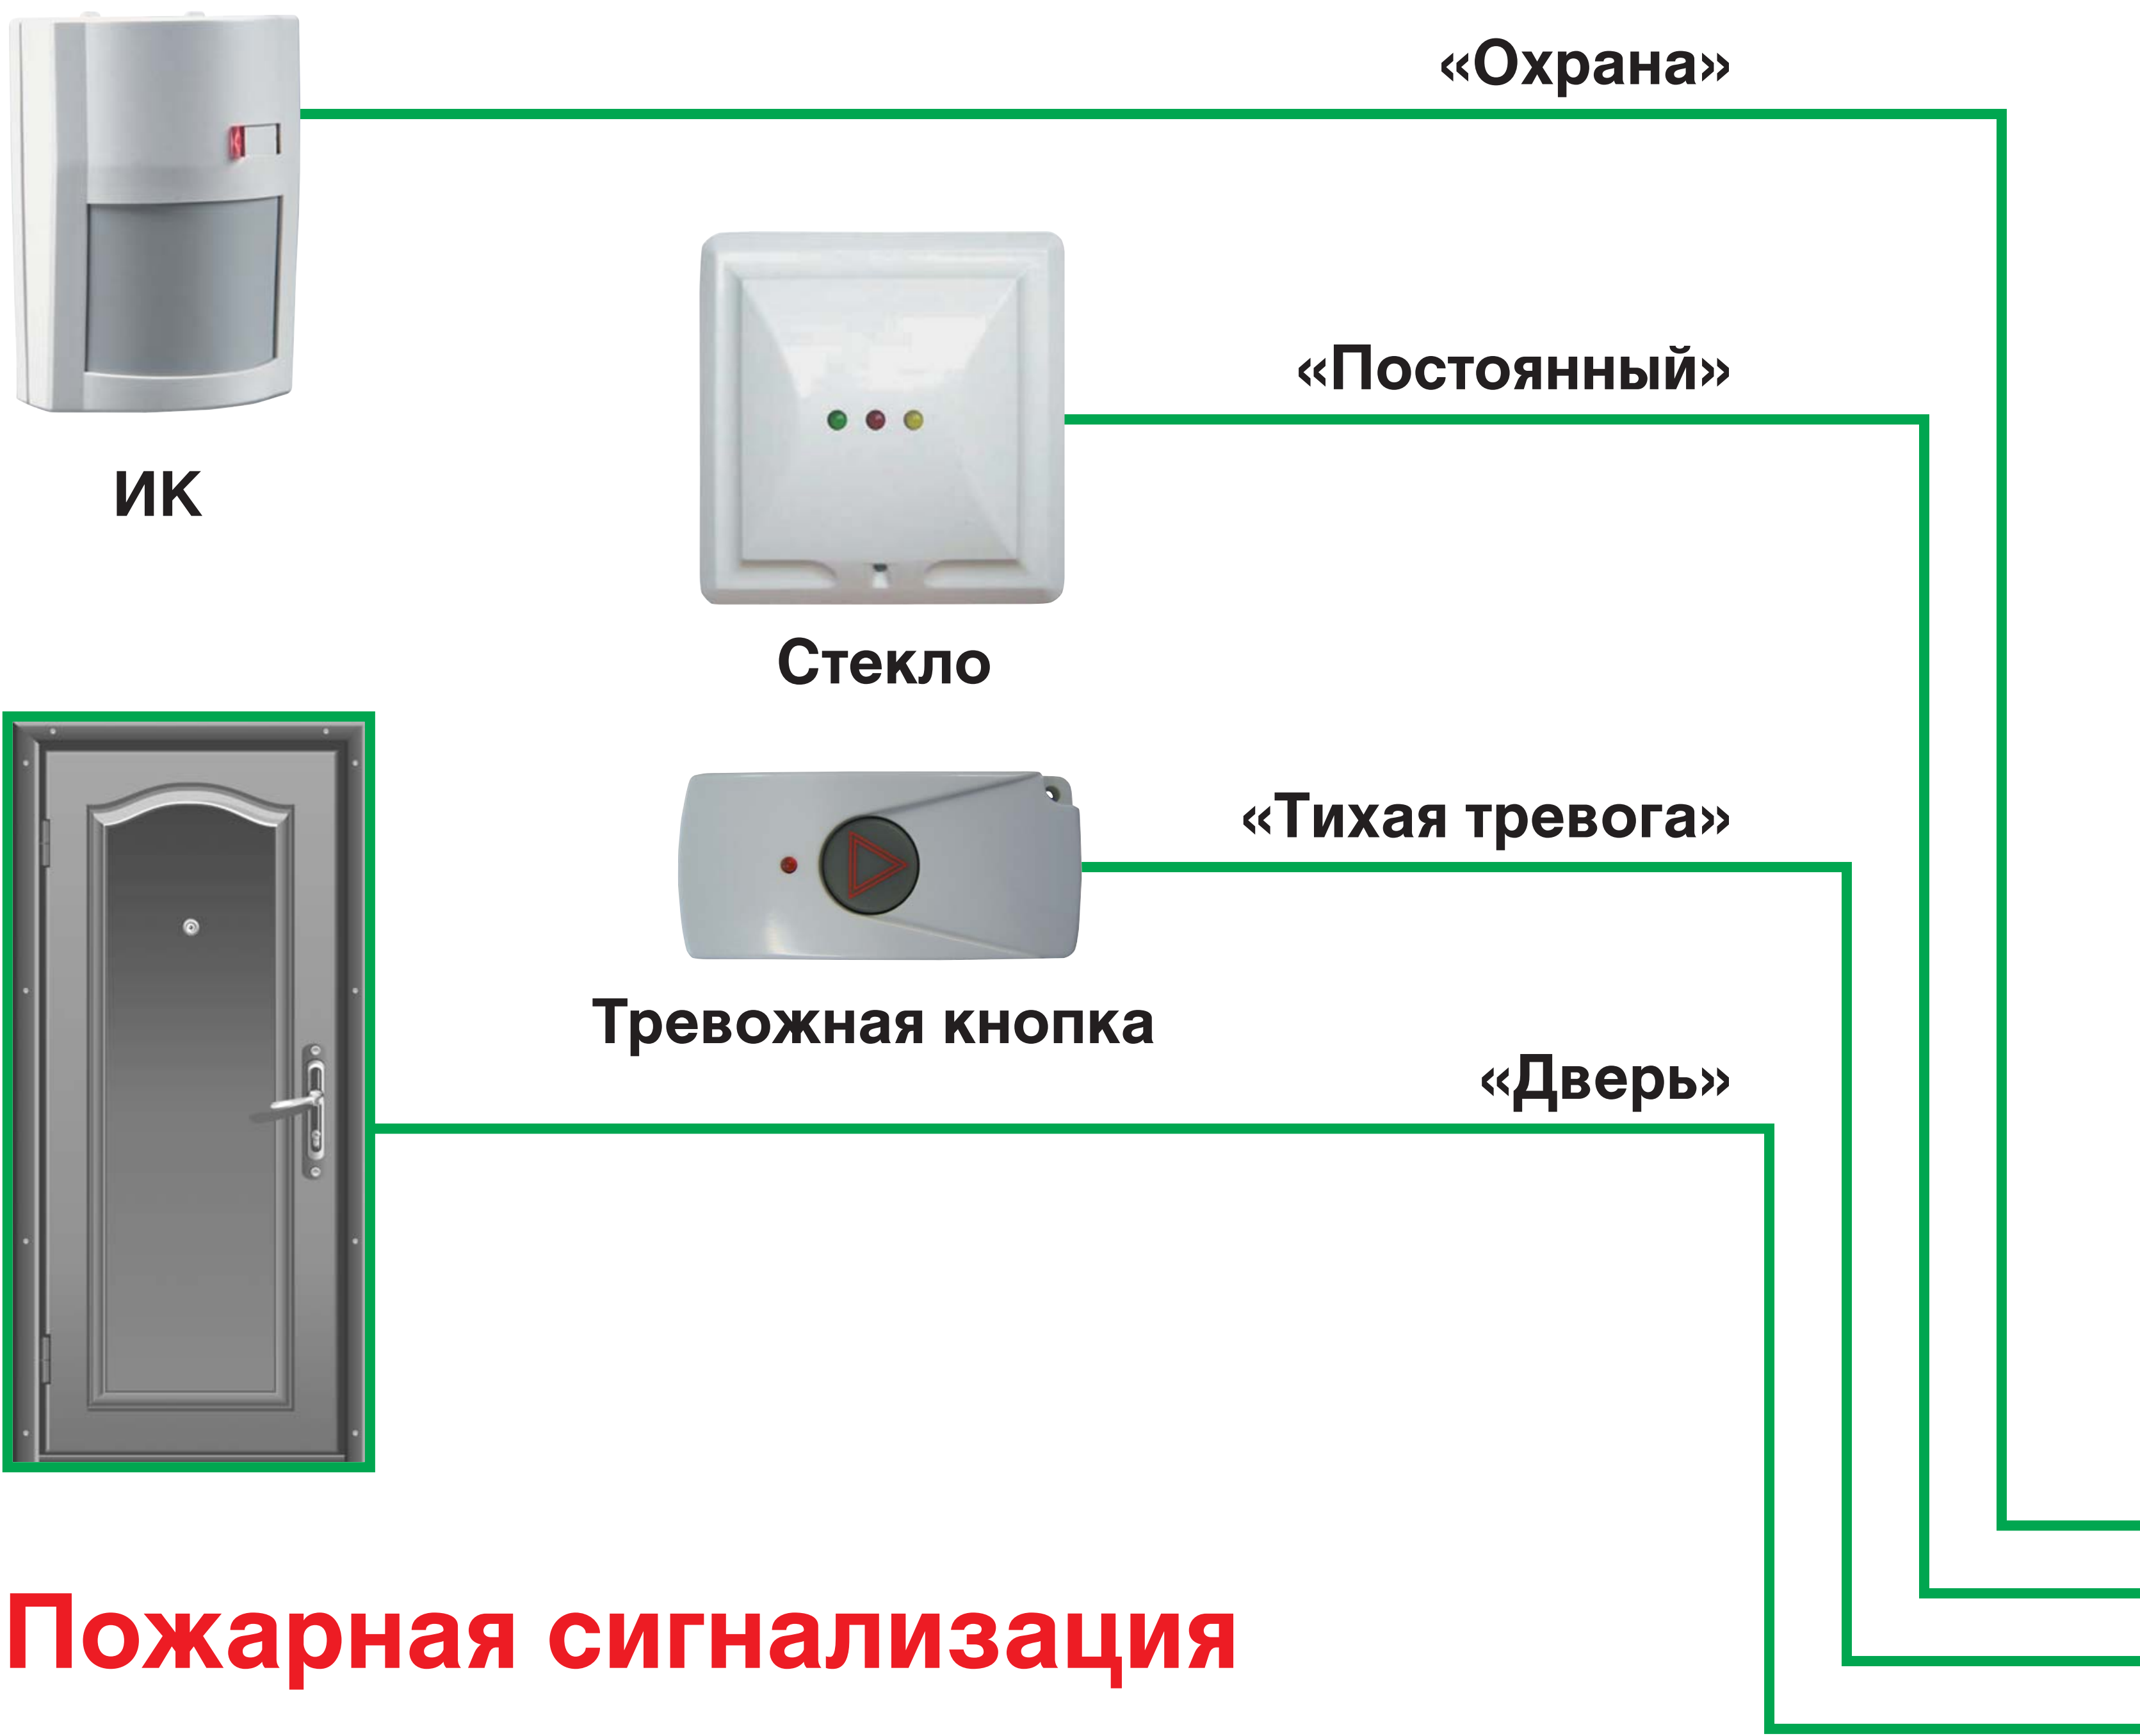 «Охрана»
«Постоянный»
ИК
Стекло
«Тихая тревога»
Тревожная кнопка
«Дверь»
Пожарная сигнализация